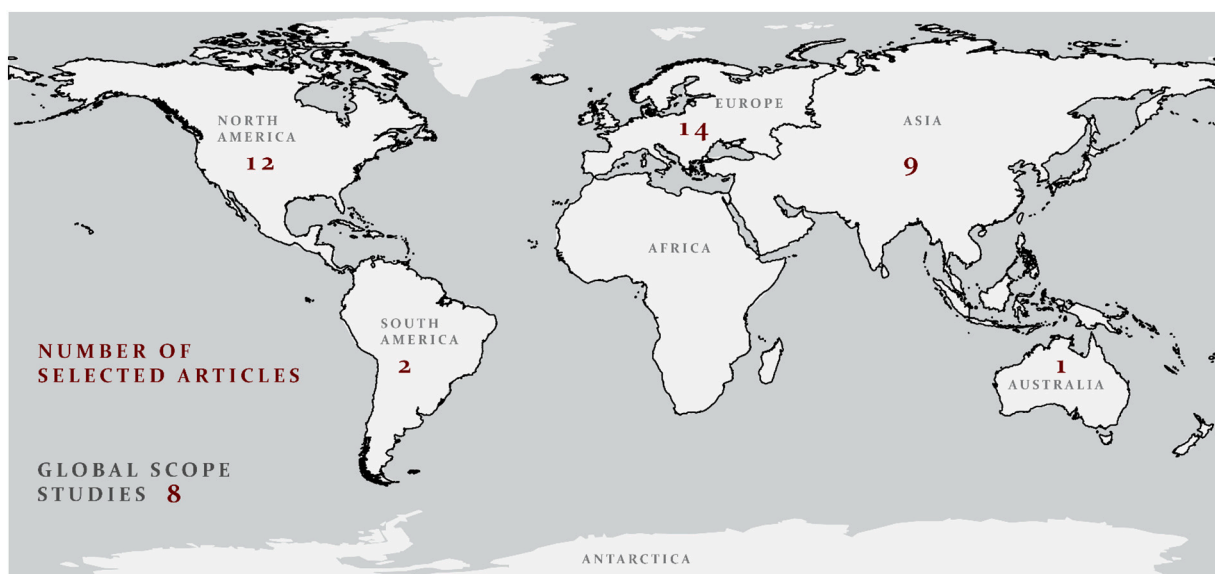 NORTH
AMERICA
12
EUROPE
14
ASIA
9
AFRICA
SOUTH
AMERICA
2
1
AUSTRALIA
NUMBER OF
SELECTED ARTICLES
GLOBAL SCOPE
STUDIES 8
ANTARCTICA